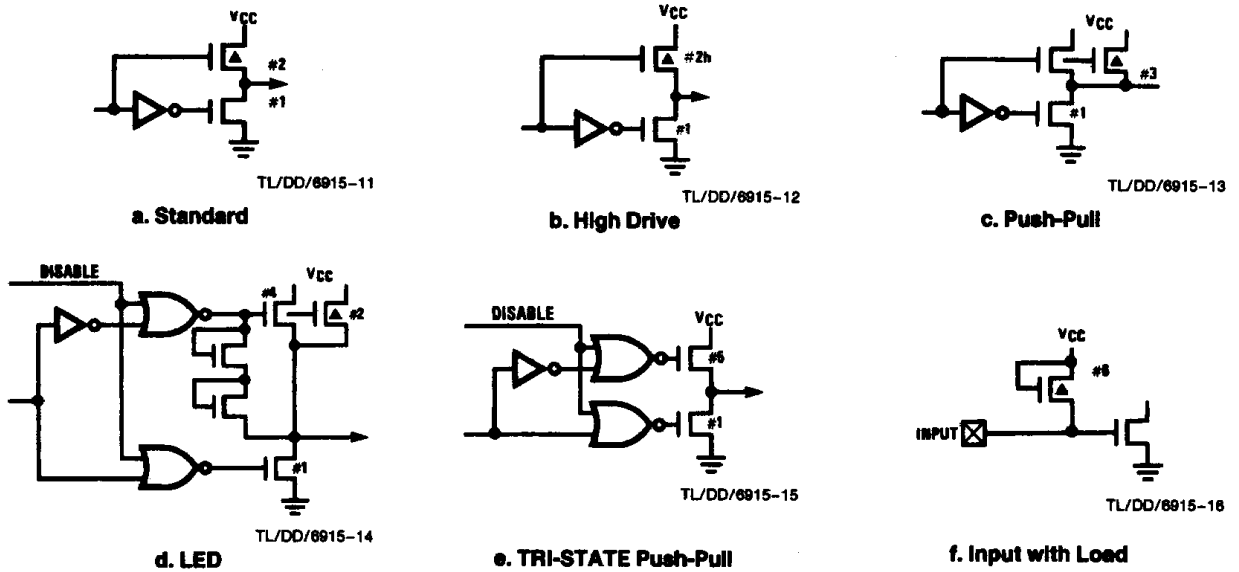 VCC
#2
#1
TL/DD/6915-11
a. Standard
VCC
#2h
#1
TL/DD/6915-12
b. High Drive
VCC
#3
#1
TL/DD/6915-13
c. Push-Pull
DISABLE
#4
VCC
#2
#1
TL/DD/6915-14
d. LED
DISABLE
VCC
#5
#1
TL/DD/6915-15
e. TRI-STATE Push-Pull
VCC
#6
INPUT
TL/DD/6915-16
f. Input with Load